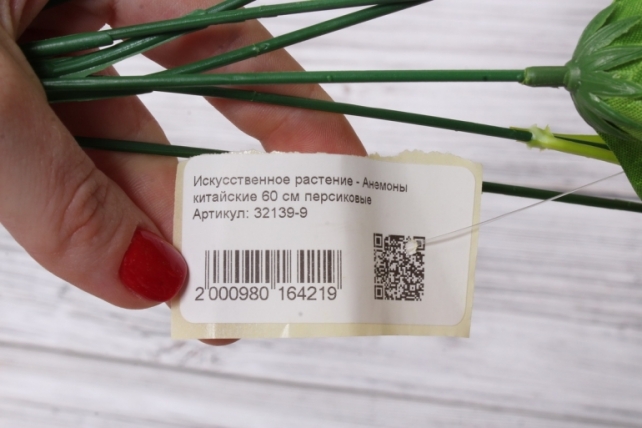 Искусственное растение - Анемоны
китайские 60 см персиковые
Артикул: 32139-9
2 000980 164219